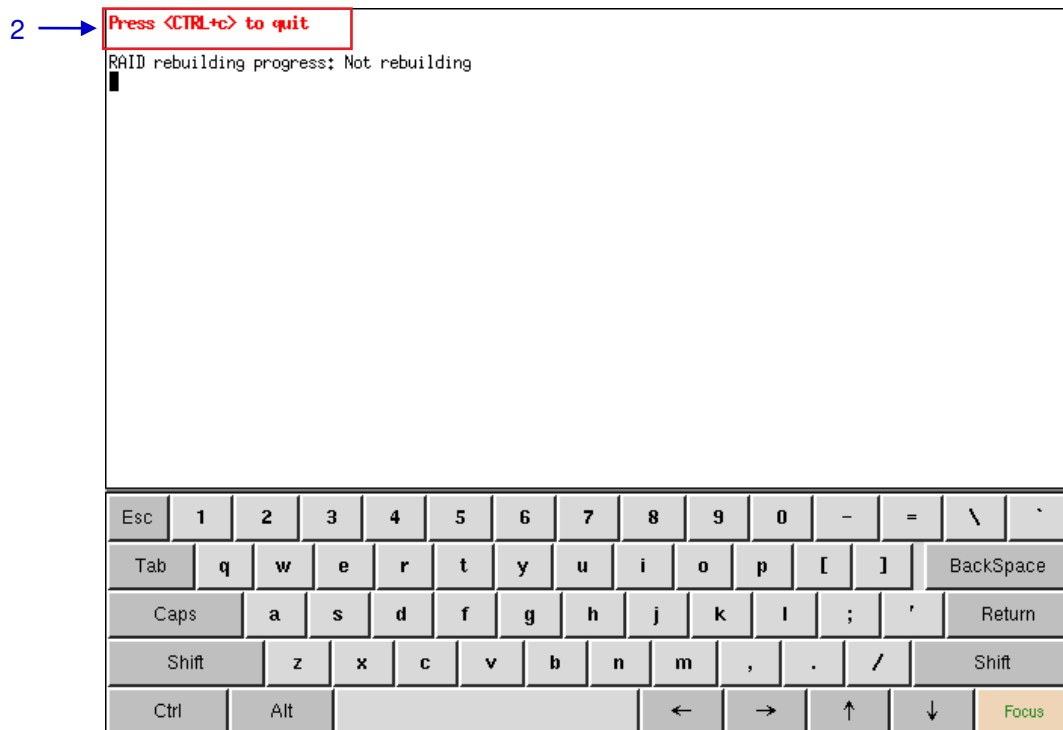 2
Press <CTRL+c> to quit
RAID rebuilding progress: Not rebuilding
Esc 1 2 3 4 5 6 7 8 9 0 - = \ `
Tab q w e r t y u i o p [ ] BackSpace
Caps a s d f g h j k l ; ' Return
Shift z x c v b n m , . / Shift
Ctrl Alt ← → ↑ ↓ Focus